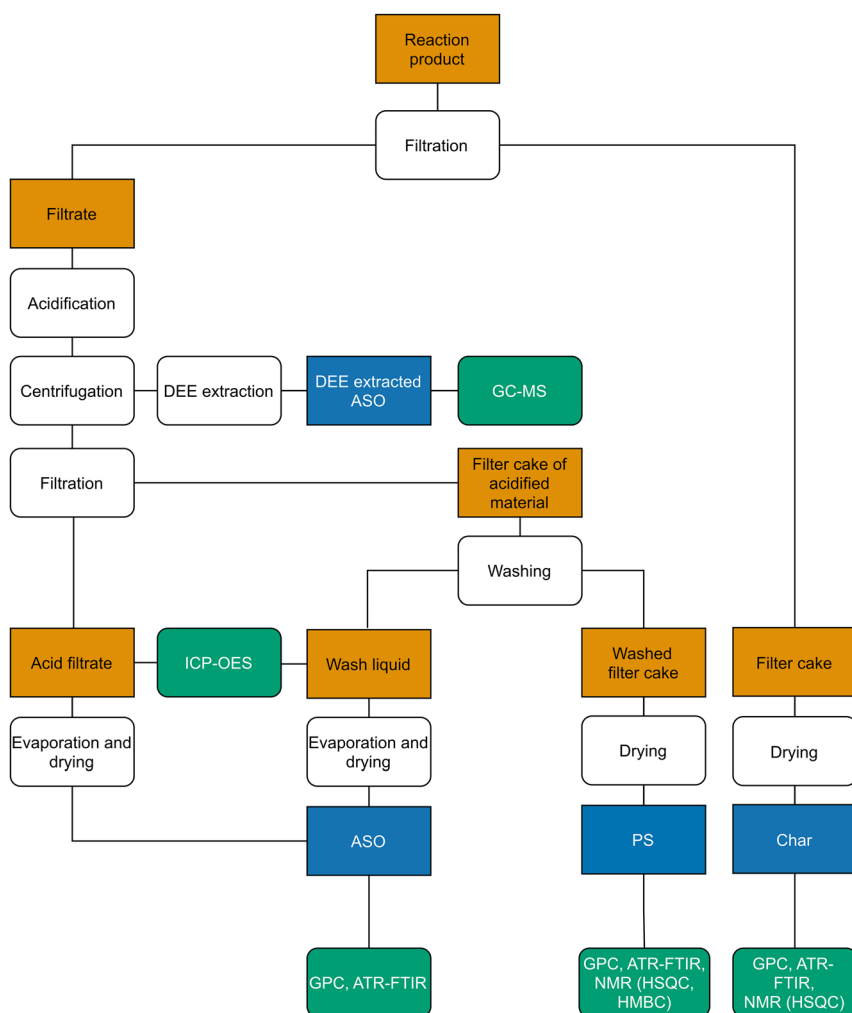 Reaction
product
Filtration
Filtrate
Acidification
Centrifugation
DEE extraction
DEE extracted
ASO
GC-MS
Filtration
Filter cake of
acidified
material
Washing
Acid filtrate
ICP-OES
Wash liquid
Washed
filter cake
Filter cake
Evaporation and
drying
Evaporation and
drying
Drying
Drying
ASO
PS
Char
GPC, ATR-FTIR
GPC, ATR-FTIR,
NMR (HSQC,
HMBC)
GPC, ATR-
FTIR,
NMR (HSQC)